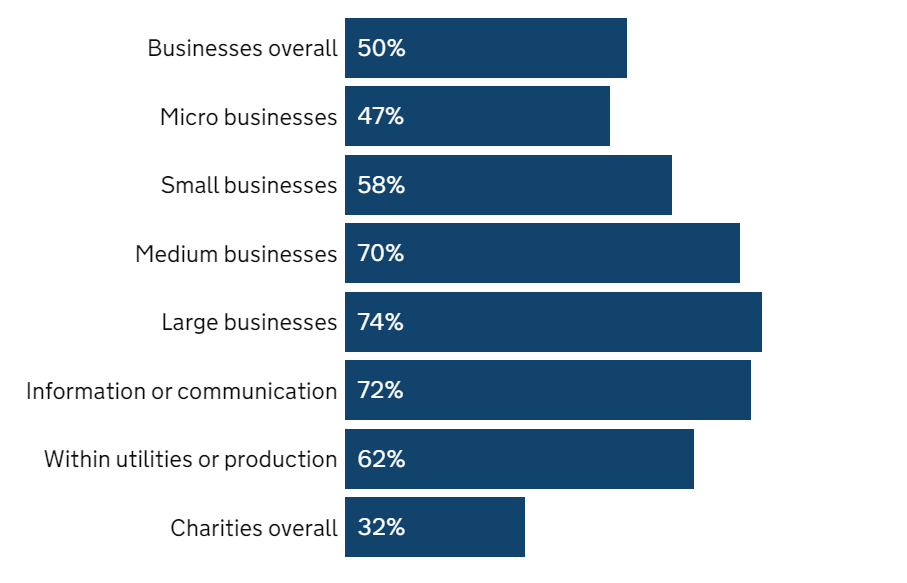 Businesses overall 50%
Micro businesses 47%
Small businesses 58%
Medium businesses 70%
Large businesses 74%
Information or communication 72%
Within utilities or production 62%
Charities overall 32%